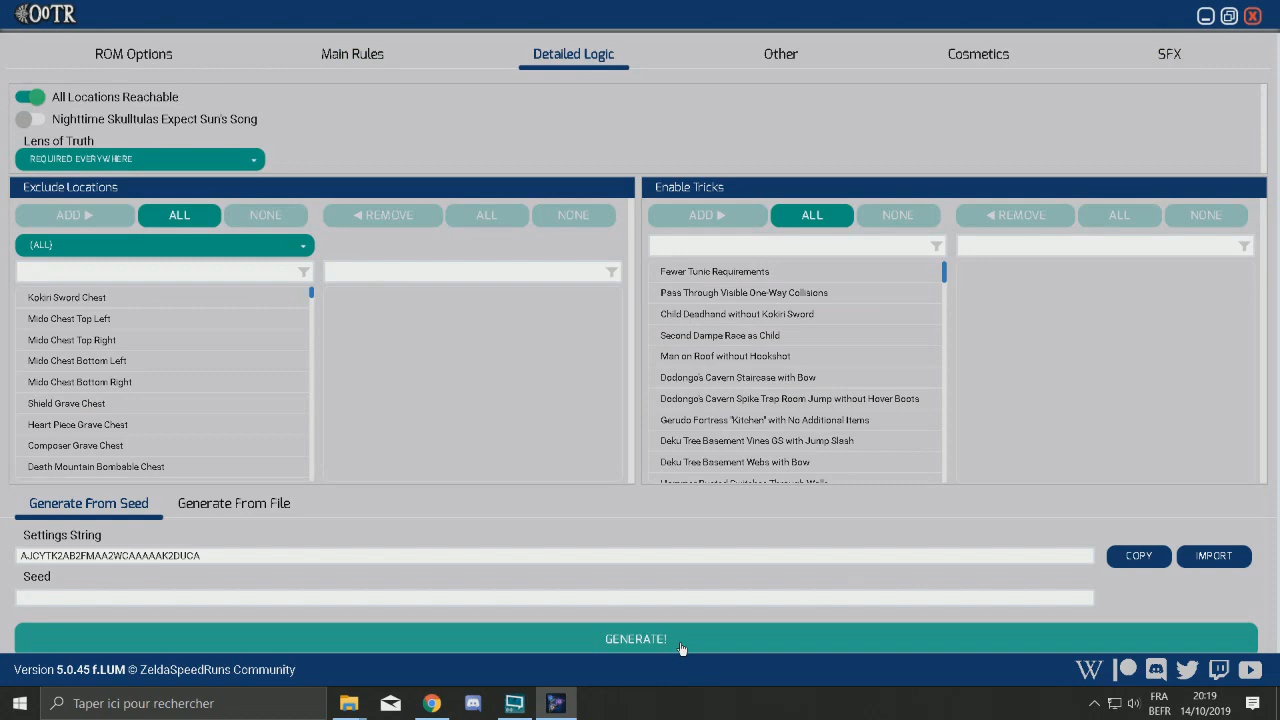 OoTR
ROM Options Main Rules Detailed Logic Other Cosmetics SFX
All Locations Reachable
Nighttime Skulltulas Expect Sun's Song
Lens of Truth
REQUIRED EVERYWHERE
Exclude Locations
ADD ALL NONE REMOVE ALL NONE
(ALL)
Kokiri Sword Chest
Mido Chest Top Left
Mido Chest Top Right
Mido Chest Bottom Left
Mido Chest Bottom Right
Shield Grave Chest
Heart Piece Grave Chest
Composer Grave Chest
Death Mountain Bombable Chest
Enable Tricks
ADD ALL NONE REMOVE ALL NONE
Fewer Tunic Requirements
Pass Through Visible One-Way Collisions
Child Deadhand without Kokiri Sword
Second Dampe Race as Child
Man on Roof without Hookshot
Dodongo's Cavern Staircase with Bow
Dodongo's Cavern Spike Trap Room Jump without Hover Boots
Gerudo Fortress "Kitchen" with No Additional Items
Deku Tree Basement Vines GS with Jump Slash
Deku Tree Basement Webs with Bow
Hammer Rusted Switches Through Walls
Generate From Seed Generate From File
Settings String
AJCYTK2AB2FMAA2WCAAAAAK2DUCA
COPY IMPORT
Seed
GENERATE!
Version 5.0.45 f.LUM © ZeldaSpeedRuns Community
Taper ici pour rechercher
FRA
BEFR
20:19
14/10/2019